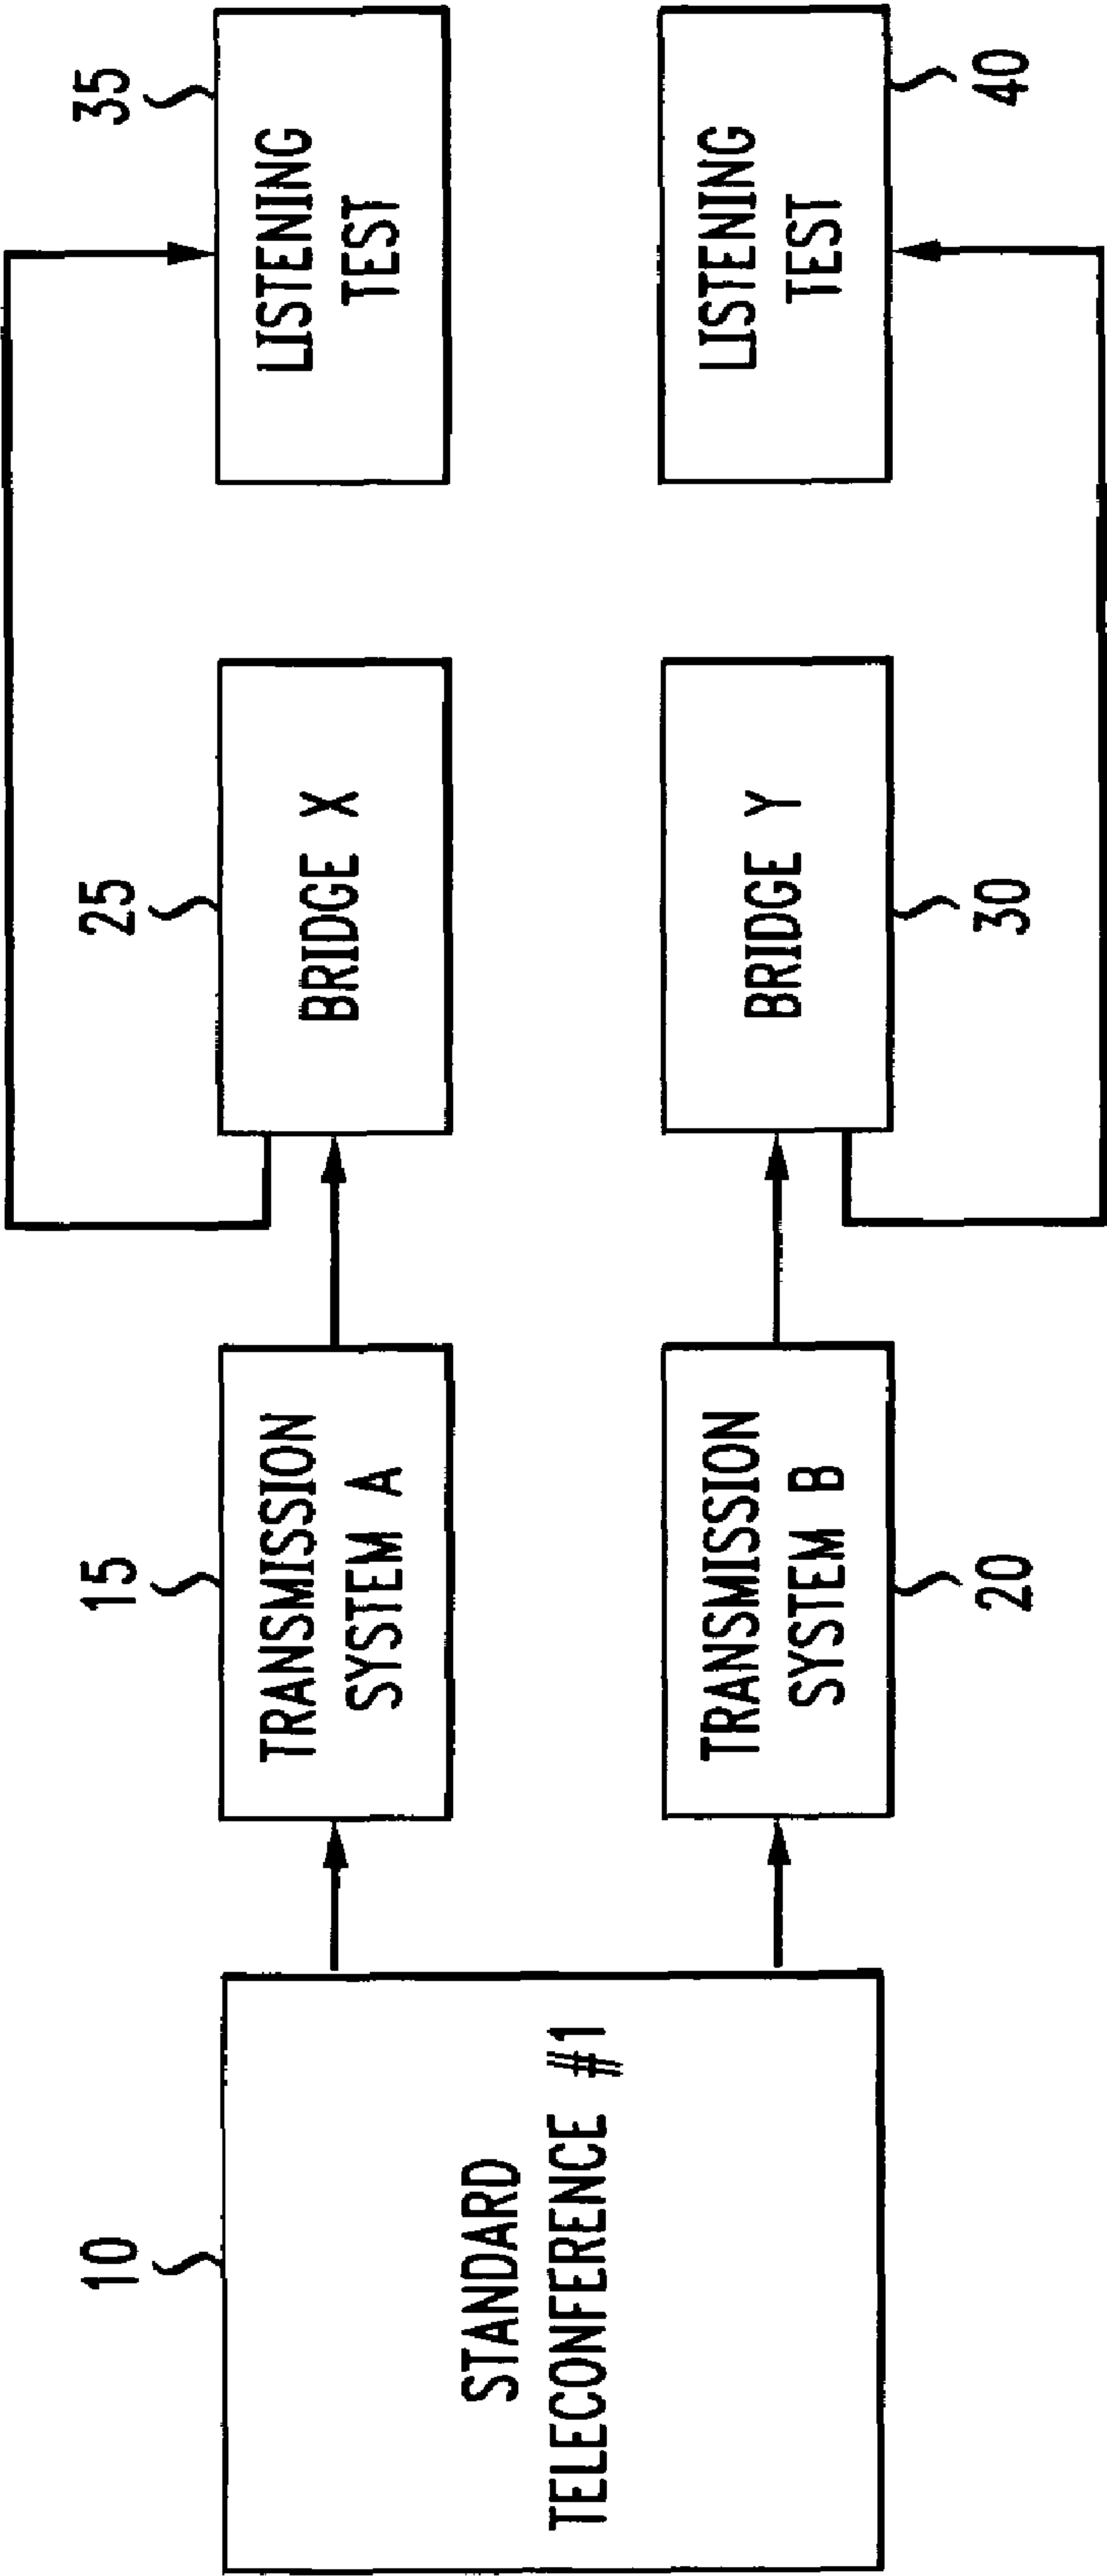 10
STANDARD
TELECONFERENCE #1
15
TRANSMISSION
SYSTEM A
25
BRIDGE X
35
LISTENING
TEST
TRANSMISSION
SYSTEM B
20
BRIDGE Y
30
LISTENING
TEST
40